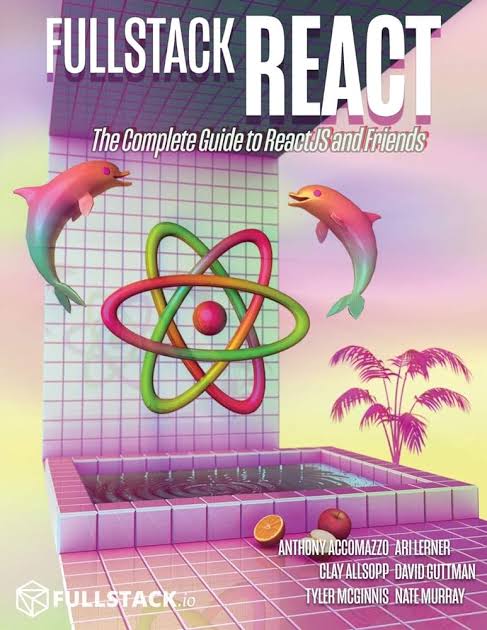 FULLSTACK REACT
The Complete Guide to ReactJS and Friends
ANTHONY ACCOMAZZO ARI LERNER
CLAY ALLSOPP DAVID GUTTMAN
TYLER MCGINNIS NATE MURRAY
FULLSTACK.io